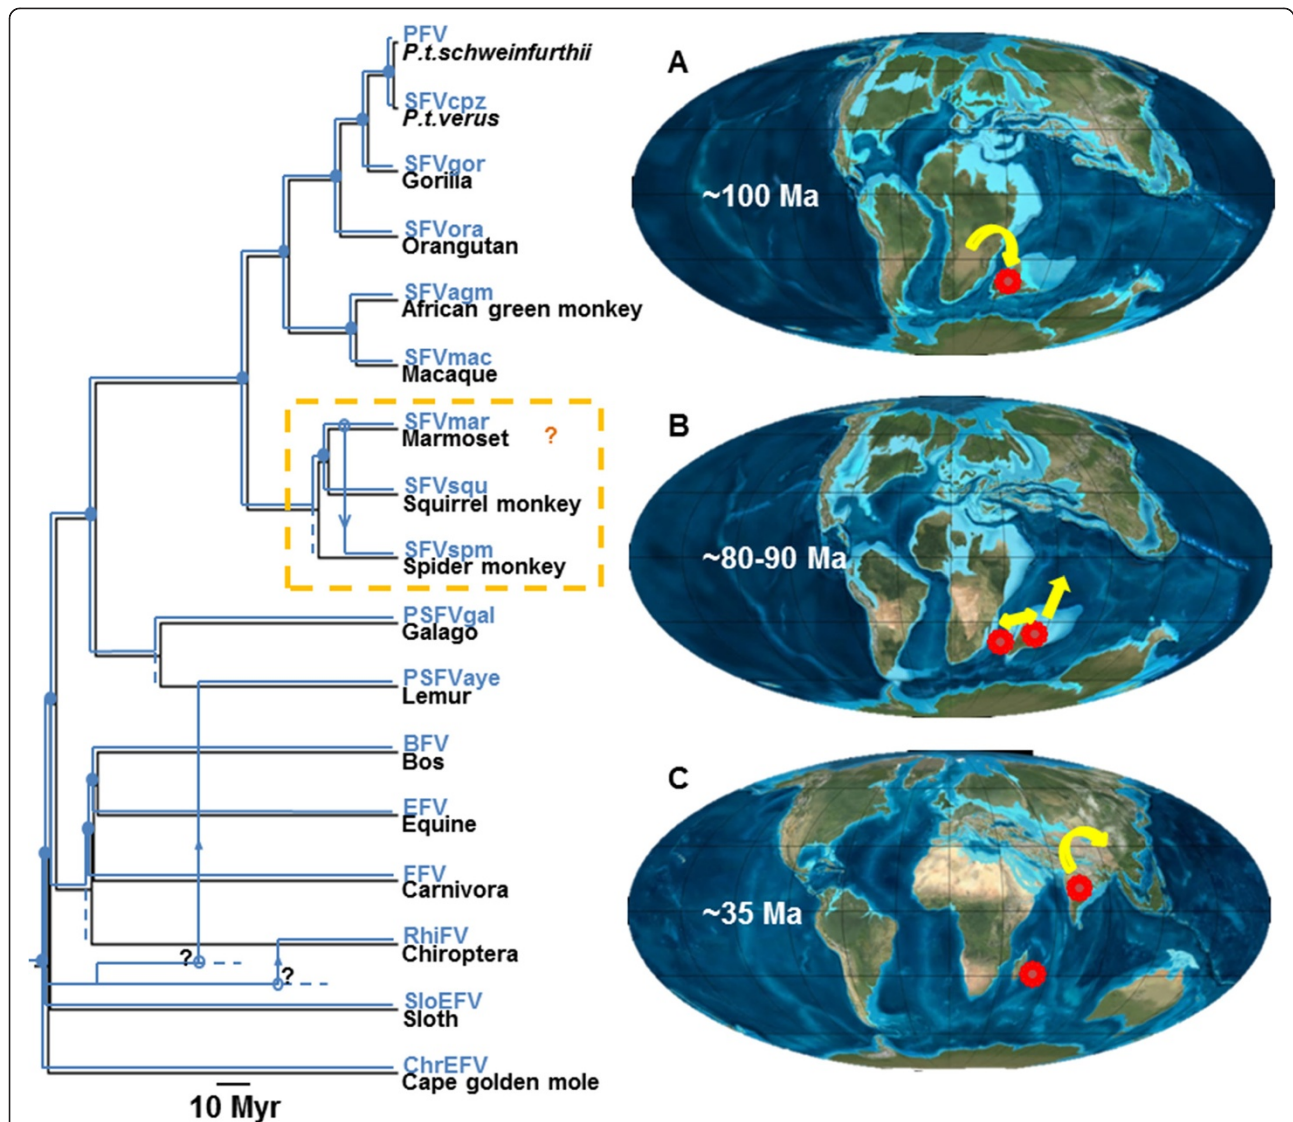 PFV
P.t.schweinfurthii
SFVcpz
P.t.verus
SFVgor
Gorilla
SFVora
Orangutan
SFVagm
African green monkey
SFVmac
Macaque
SFVmar
Marmoset ?
SFVsqu
Squirrel monkey
SFVspm
Spider monkey
PSFVgal
Galago
PSFVaye
Lemur
BFV
Bos
EFV
Equine
FFV
Carnivora
RhiFV
Chiroptera
?
?
SloEFV
Sloth
ChrEFV
Cape golden mole
10 Myr
A
~100 Ma
B
~80-90 Ma
C
~35 Ma